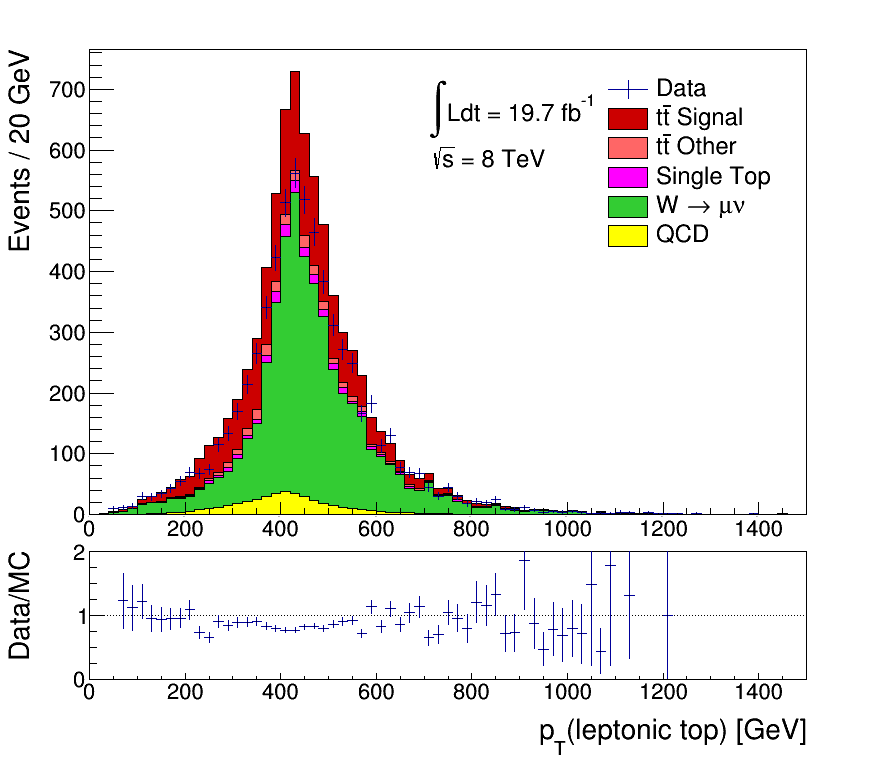 Events / 20 GeV
700
600
500
400
300
200
100
0
∫Ldt = 19.7 fb⁻¹
√s = 8 TeV
Data
tt̄ Signal
tt̄ Other
Single Top
W → μν
QCD
0 200 400 600 800 1000 1200 1400
Data/MC
2
1
0
0 200 400 600 800 1000 1200 1400
p_T(leptonic top) [GeV]